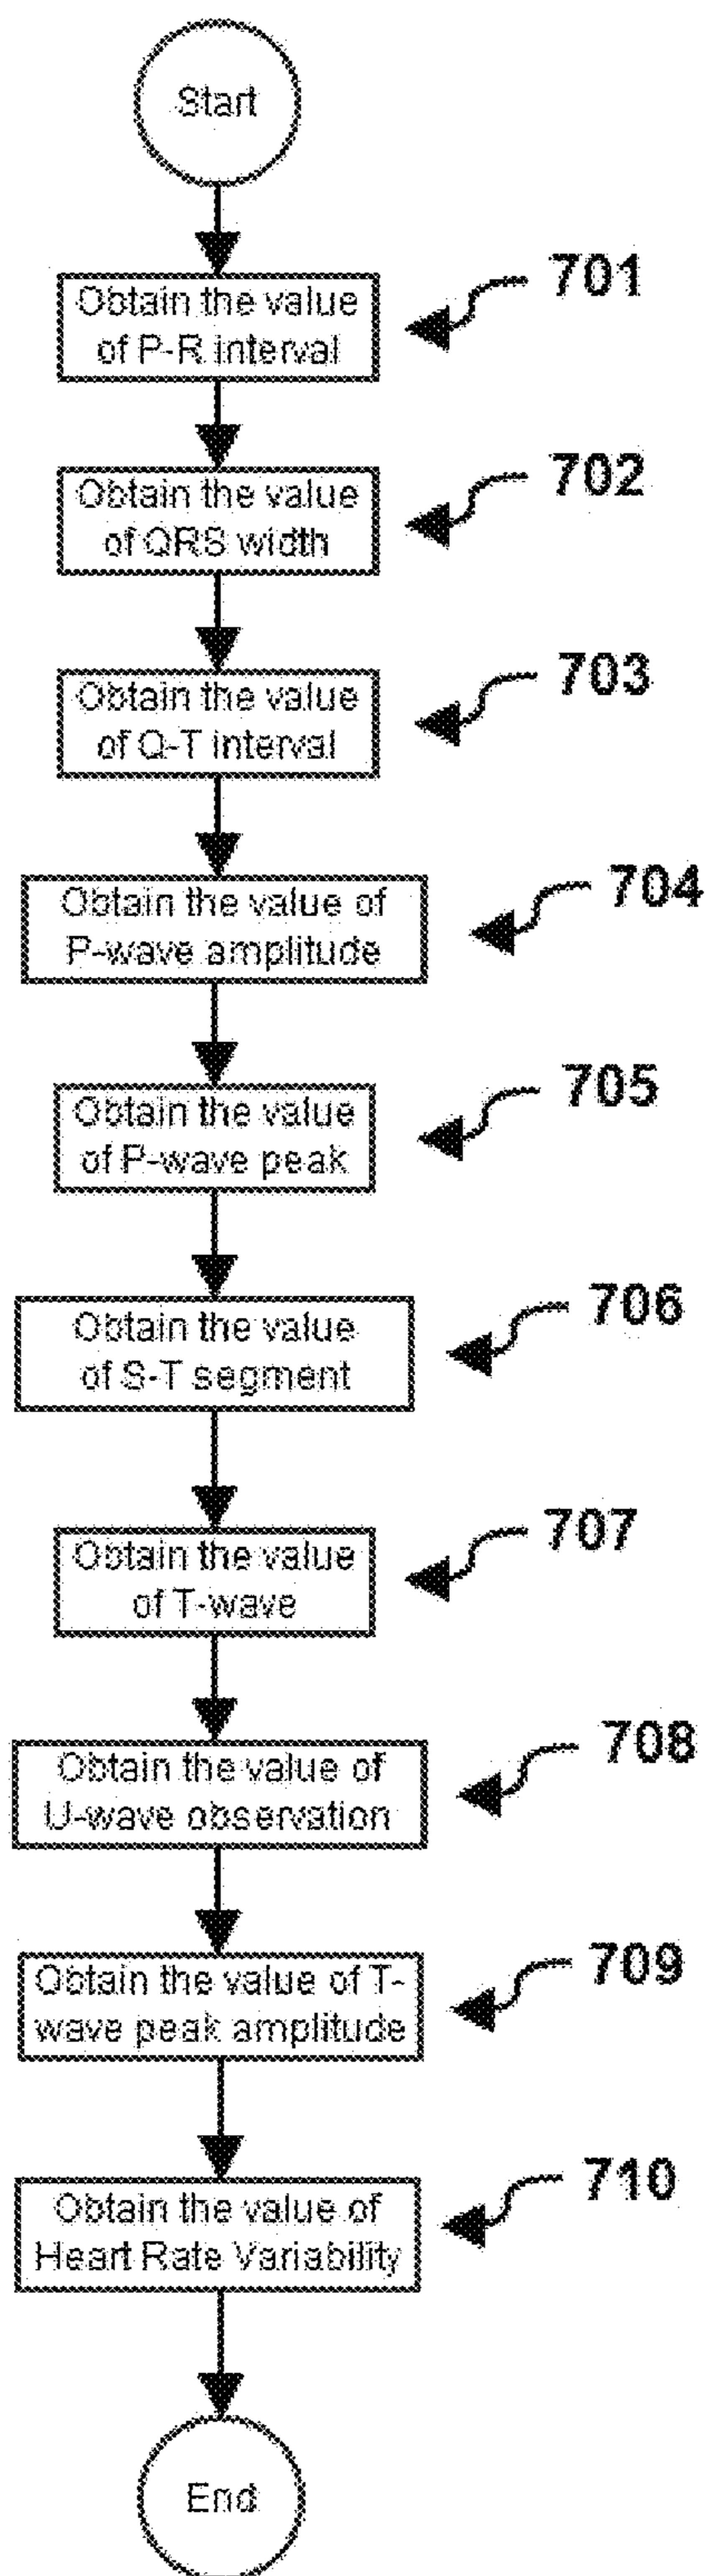 Start
701
Obtain the value
of P-R interval
702
Obtain the value
of QRS width
703
Obtain the value
of Q-T interval
704
Obtain the value of
P-wave amplitude
705
Obtain the value
of P-wave peak
706
Obtain the value
of S-T segment
707
Obtain the value
of T-wave
708
Obtain the value of
U-wave observation
709
Obtain the value of T-
wave peak amplitude
710
Obtain the value of
Heart Rate Variability
End